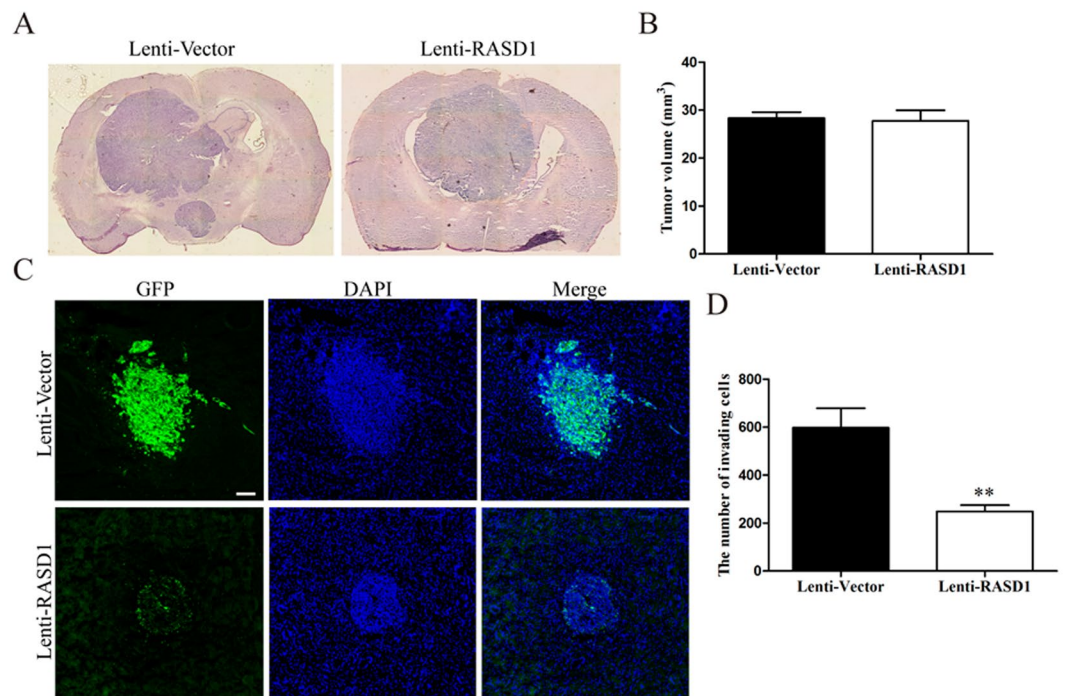 A
Lenti-Vector
Lenti-RASD1
B
Tumor volume (mm³)
40
30
20
10
0
Lenti-Vector
Lenti-RASD1
C
GFP
DAPI
Merge
Lenti-Vector
Lenti-RASD1
D
The number of invading cells
800
600
400
200
0
**
Lenti-Vector
Lenti-RASD1